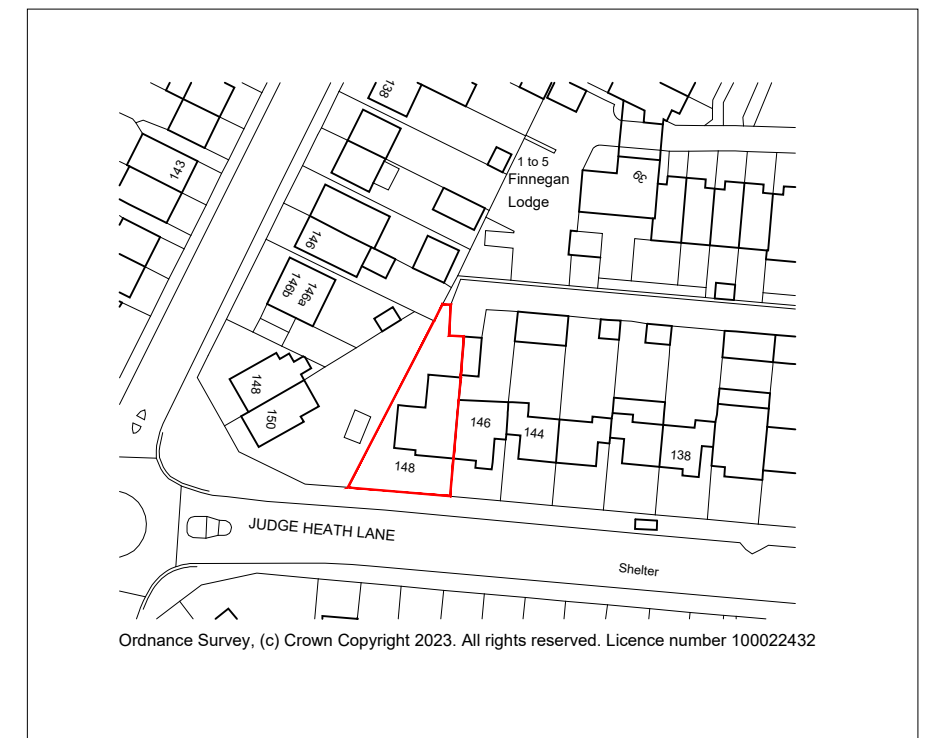 138
143
1 to 5
Finnegan
Lodge
39
146
146b
146a
148
150
146
144
138
148
JUDGE HEATH LANE
Shelter
Ordnance Survey, (c) Crown Copyright 2023. All rights reserved. Licence number 100022432